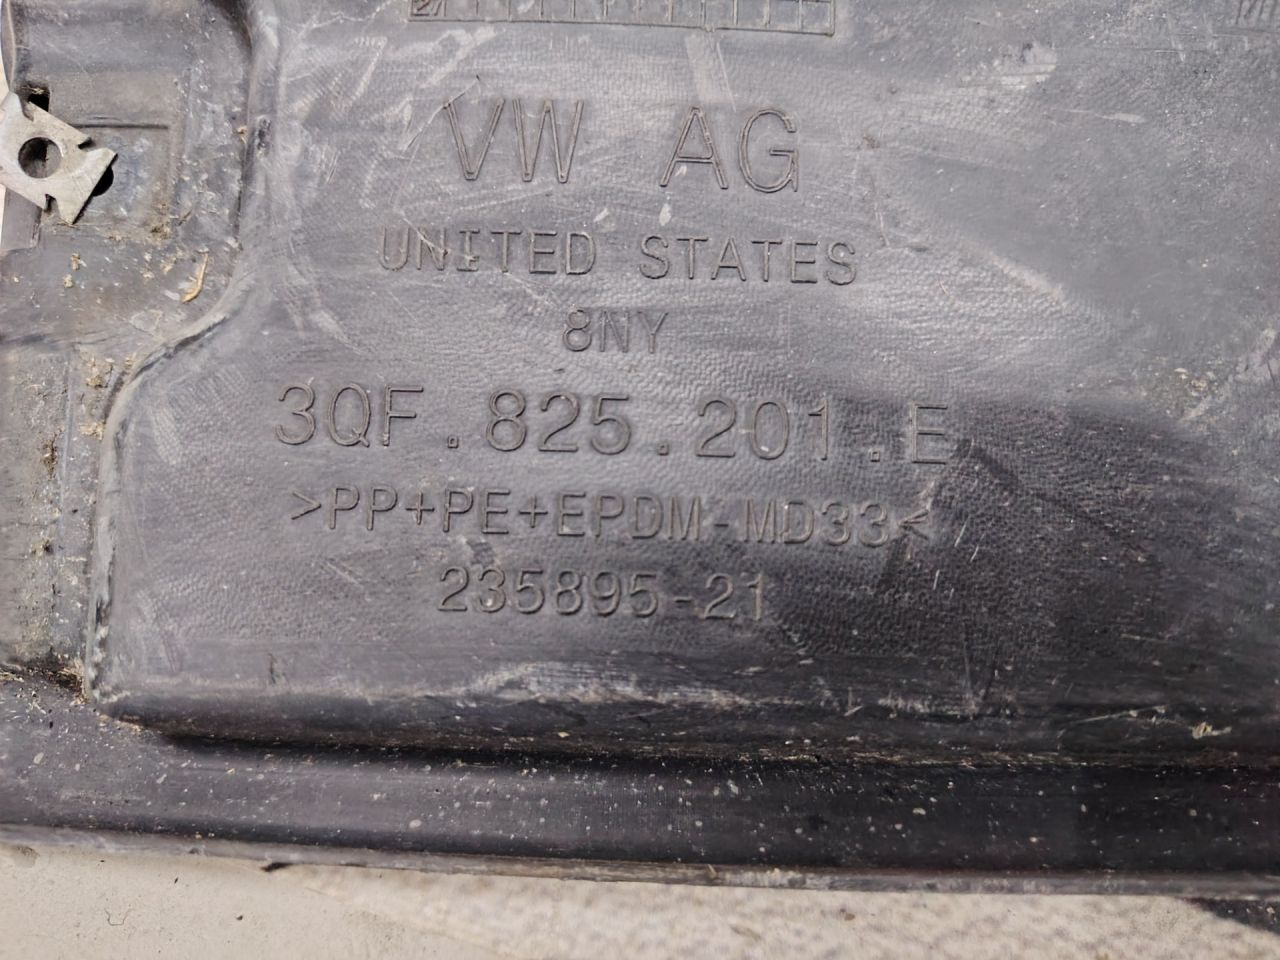 VW AG
UNITED STATES
8NY
3QF.825.201.E
>PP+PE+EPDM-MD33<
235895-21